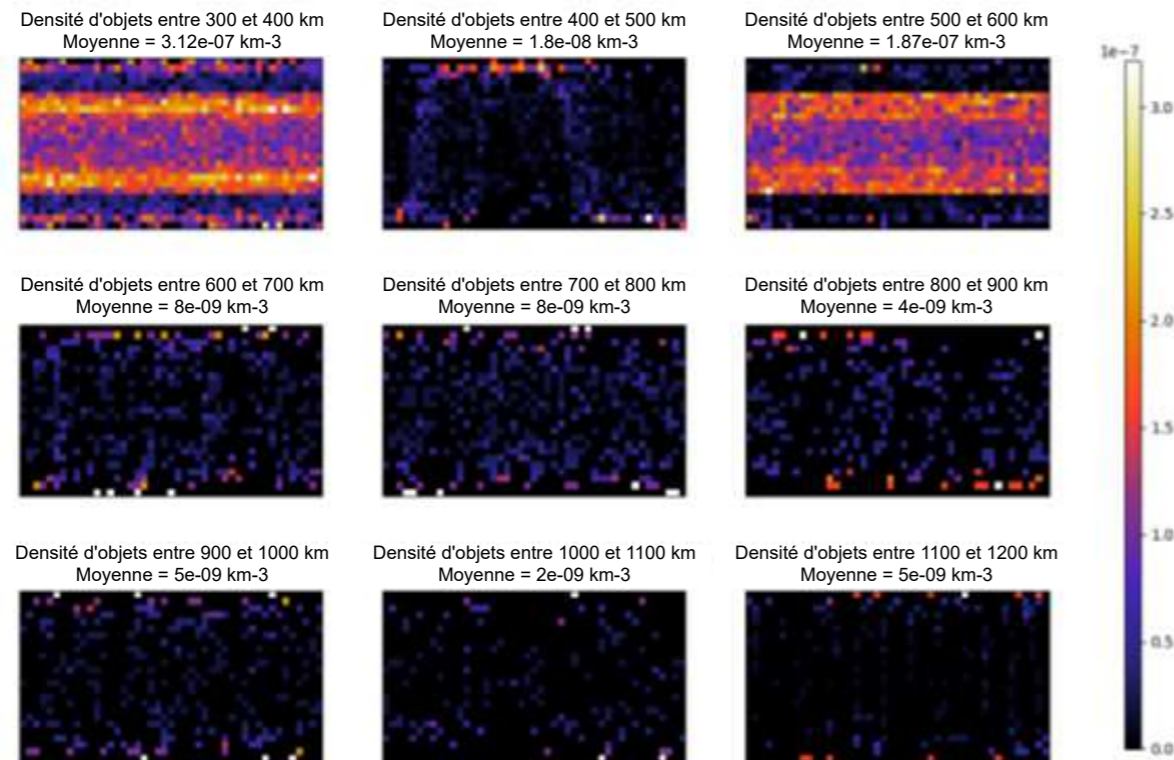 Densité d'objets entre 300 et 400 km
Moyenne = 3.12e-07 km-3
Densité d'objets entre 400 et 500 km
Moyenne = 1.8e-08 km-3
Densité d'objets entre 500 et 600 km
Moyenne = 1.87e-07 km-3
1e-7
3.0
2.5
2.0
1.5
1.0
0.5
0.0
Densité d'objets entre 600 et 700 km
Moyenne = 8e-09 km-3
Densité d'objets entre 700 et 800 km
Moyenne = 8e-09 km-3
Densité d'objets entre 800 et 900 km
Moyenne = 4e-09 km-3
Densité d'objets entre 900 et 1000 km
Moyenne = 5e-09 km-3
Densité d'objets entre 1000 et 1100 km
Moyenne = 2e-09 km-3
Densité d'objets entre 1100 et 1200 km
Moyenne = 5e-09 km-3